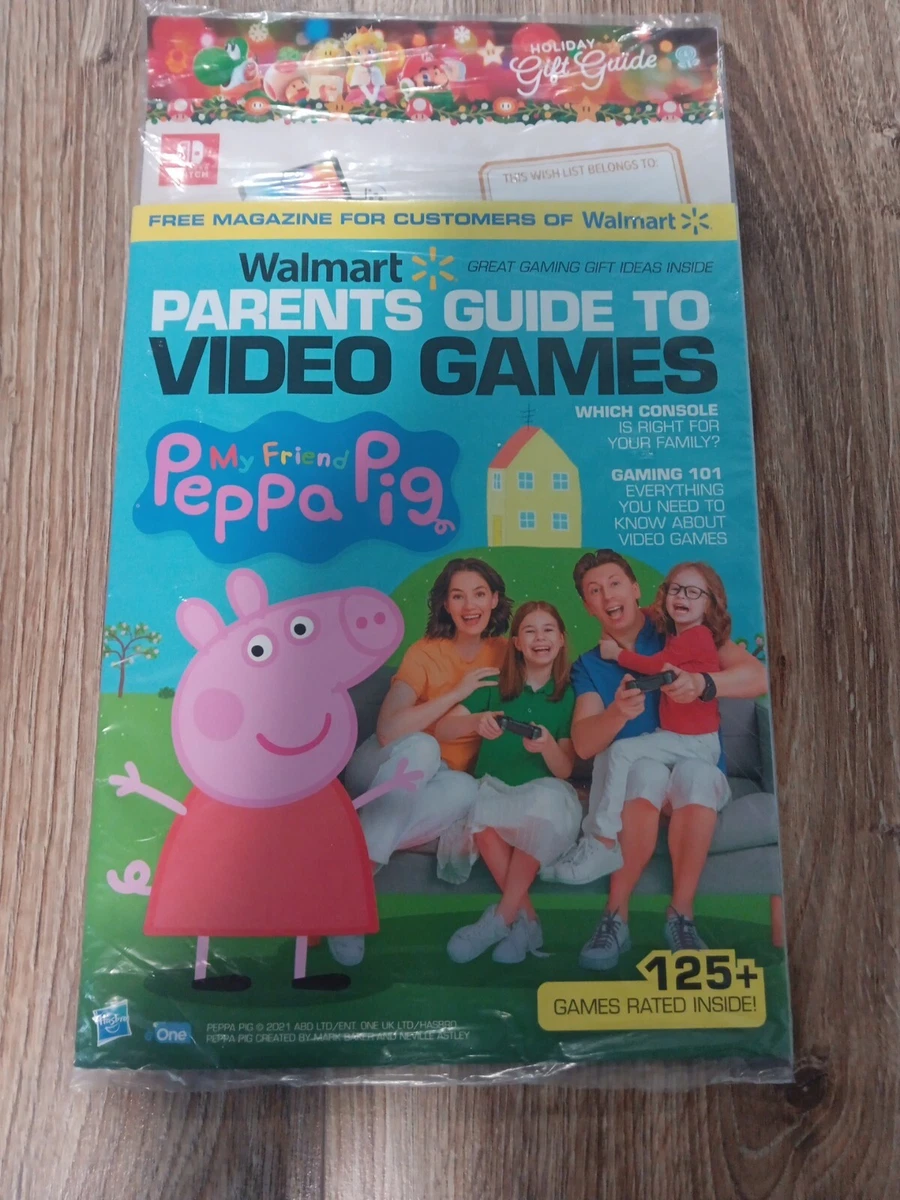 HOLIDAY
Gift Guide
THIS WISH LIST BELONGS TO:
FREE MAGAZINE FOR CUSTOMERS OF Walmart
Walmart GREAT GAMING GIFT IDEAS INSIDE
PARENTS GUIDE TO
VIDEO GAMES
WHICH CONSOLE
IS RIGHT FOR
YOUR FAMILY?
My Friend
Peppa Pig
GAMING 101
EVERYTHING
YOU NEED TO
KNOW ABOUT
VIDEO GAMES
125+
GAMES RATED INSIDE!
Hasbro
eOne
PEPPA PIG © 2021 ABD LTD/ENT. ONE UK LTD/HASBRO
PEPPA PIG CREATED BY MARK BAKER AND NEVILLE ASTLEY